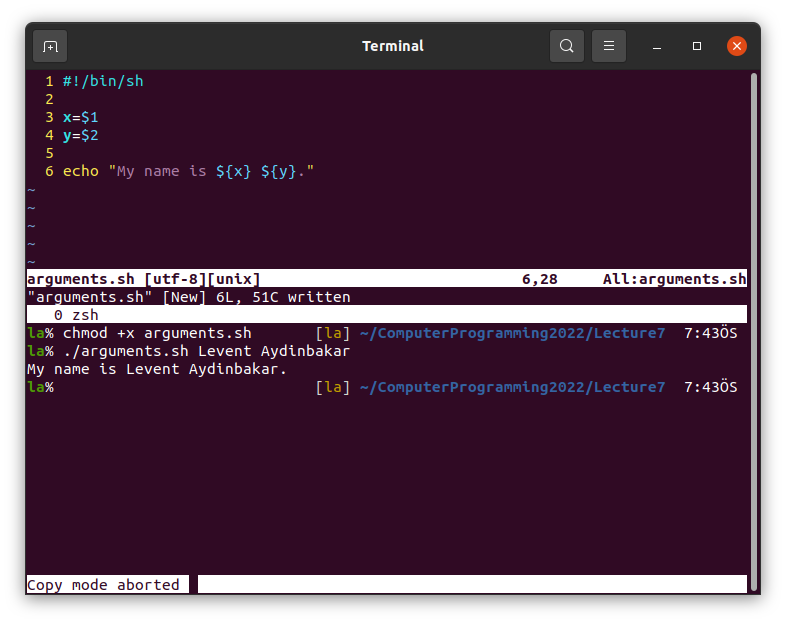 Terminal
1 #!/bin/sh
2
3 x=$1
4 y=$2
5
6 echo "My name is ${x} ${y}."
~
~
~
~
~
arguments.sh [utf-8][unix] 6,28 All:arguments.sh
"arguments.sh" [New] 6L, 51C written
0 zsh
la% chmod +x arguments.sh [la] ~/ComputerProgramming2022/Lecture7 7:43ÖS
la% ./arguments.sh Levent Aydinbakar
My name is Levent Aydinbakar.
la% [la] ~/ComputerProgramming2022/Lecture7 7:43ÖS
Copy mode aborted